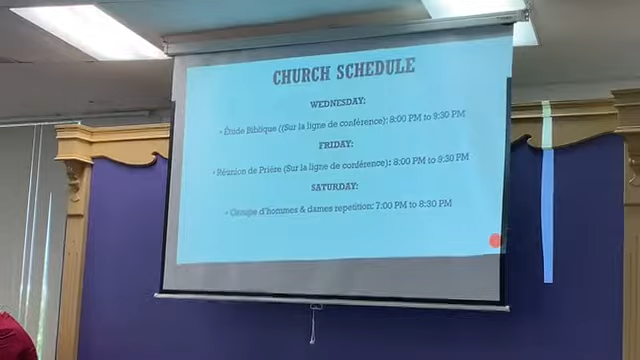 CHURCH SCHEDULE
WEDNESDAY:
• Étude Biblique ((Sur la ligne de conférence): 8:00 PM to 9:30 PM
FRIDAY:
• Réunion de Prière (Sur la ligne de conférence): 8:00 PM to 9:30 PM
SATURDAY:
• Groupe d'hommes & dames repetition: 7:00 PM to 8:30 PM